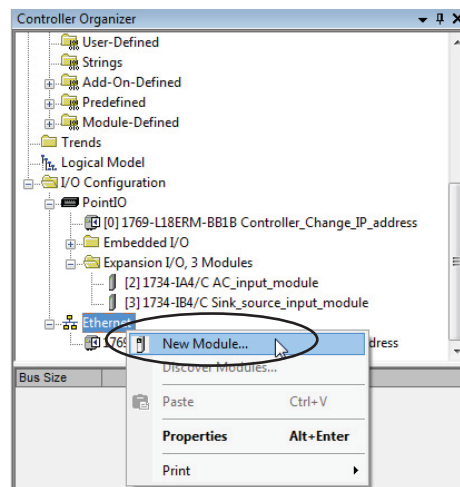 Controller Organizer
User-Defined
Strings
Add-On-Defined
Predefined
Module-Defined
Trends
Logical Model
I/O Configuration
PointIO
[0] 1769-L18ERM-BB1B Controller_Change_IP_address
Embedded I/O
Expansion I/O, 3 Modules
[2] 1734-IA4/C AC_input_module
[3] 1734-IB4/C Sink_source_input_module
Ethernet
1769 dress
New Module...
Bus Size
Discover Modules...
Paste Ctrl+V
Properties Alt+Enter
Print